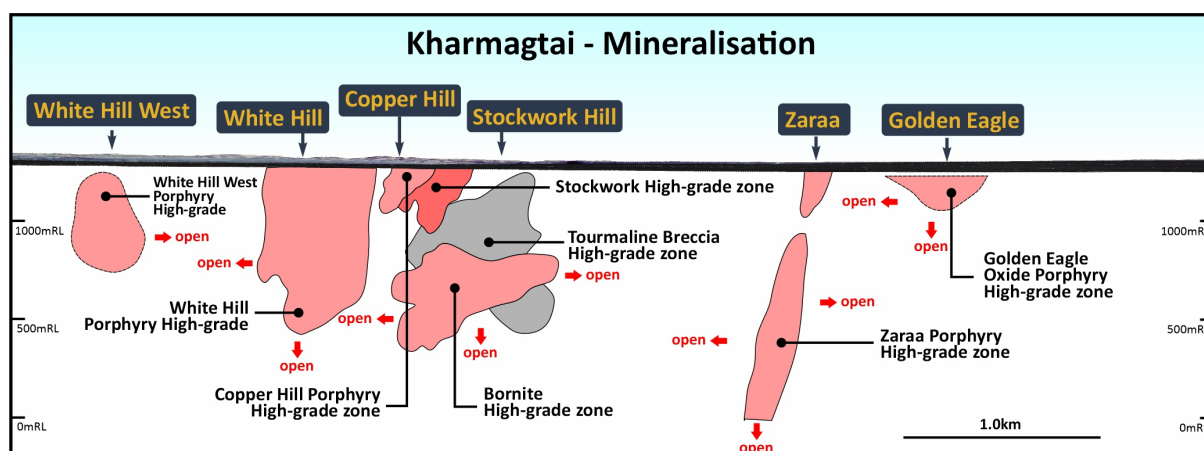 Kharmagtai - Mineralisation
White Hill West
White Hill
Copper Hill
Stockwork Hill
Zaraa
Golden Eagle
White Hill West
Porphyry
High-grade
Stockwork High-grade zone
open
open
open
1000mRL
1000mRL
Tourmaline Breccia
High-grade zone
open
open
Golden Eagle
Oxide Porphyry
High-grade zone
White Hill
Porphyry High-grade
open
open
500mRL
500mRL
open
open
open
Zaraa Porphyry
High-grade zone
Copper Hill Porphyry
High-grade zone
Bornite
High-grade zone
0mRL
1.0km
0mRL
open